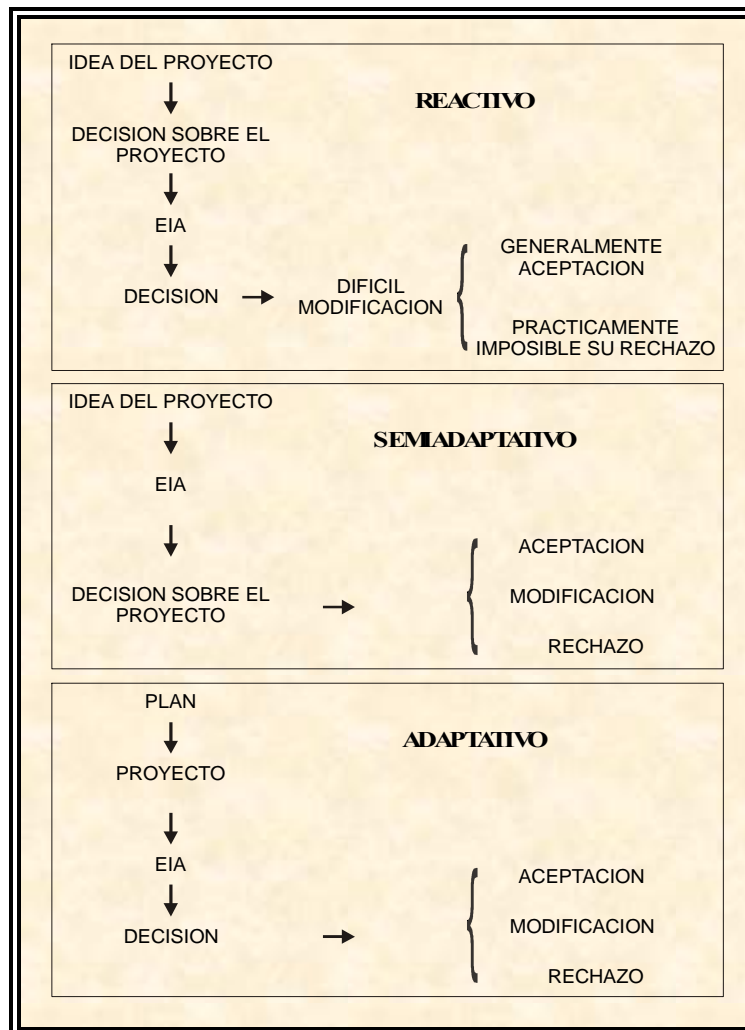 IDEA DEL PROYECTO
REACTIVO
DECISION SOBRE EL
PROYECTO
EIA
DECISION
DIFICIL
MODIFICACION
GENERALMENTE
ACEPTACION
PRACTICAMENTE
IMPOSIBLE SU RECHAZO
IDEA DEL PROYECTO
SEMIADAPTATIVO
EIA
DECISION SOBRE EL
PROYECTO
ACEPTACION
MODIFICACION
RECHAZO
PLAN
ADAPTATIVO
PROYECTO
EIA
DECISION
ACEPTACION
MODIFICACION
RECHAZO